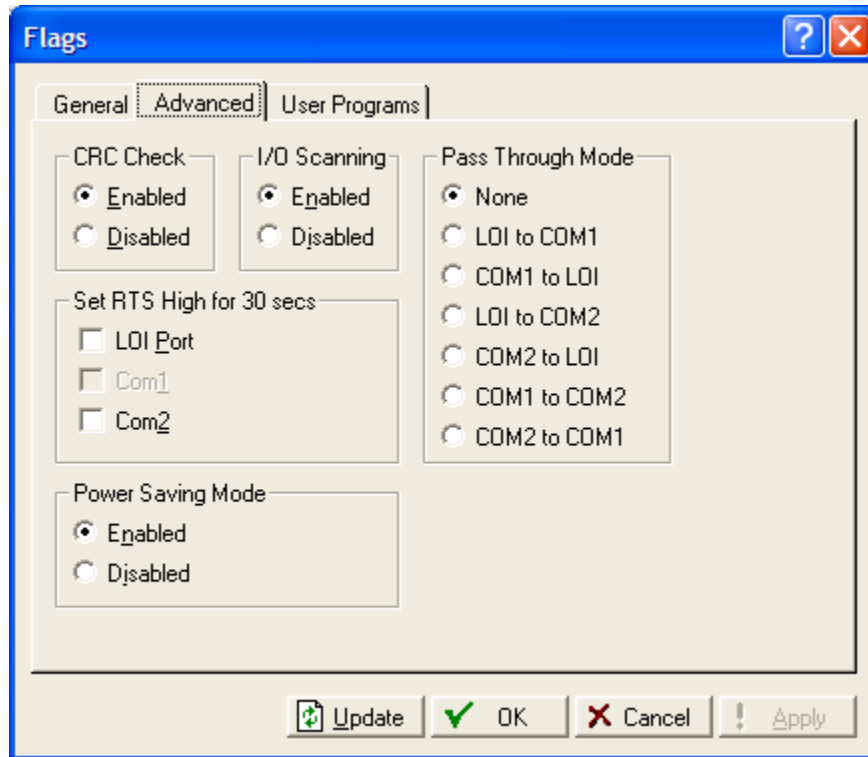 Flags
General Advanced User Programs
CRC Check
Enabled
Disabled
I/O Scanning
Enabled
Disabled
Pass Through Mode
None
LOI to COM1
COM1 to LOI
LOI to COM2
COM2 to LOI
COM1 to COM2
COM2 to COM1
Set RTS High for 30 secs
LOI Port
Com1
Com2
Power Saving Mode
Enabled
Disabled
Update OK Cancel Apply